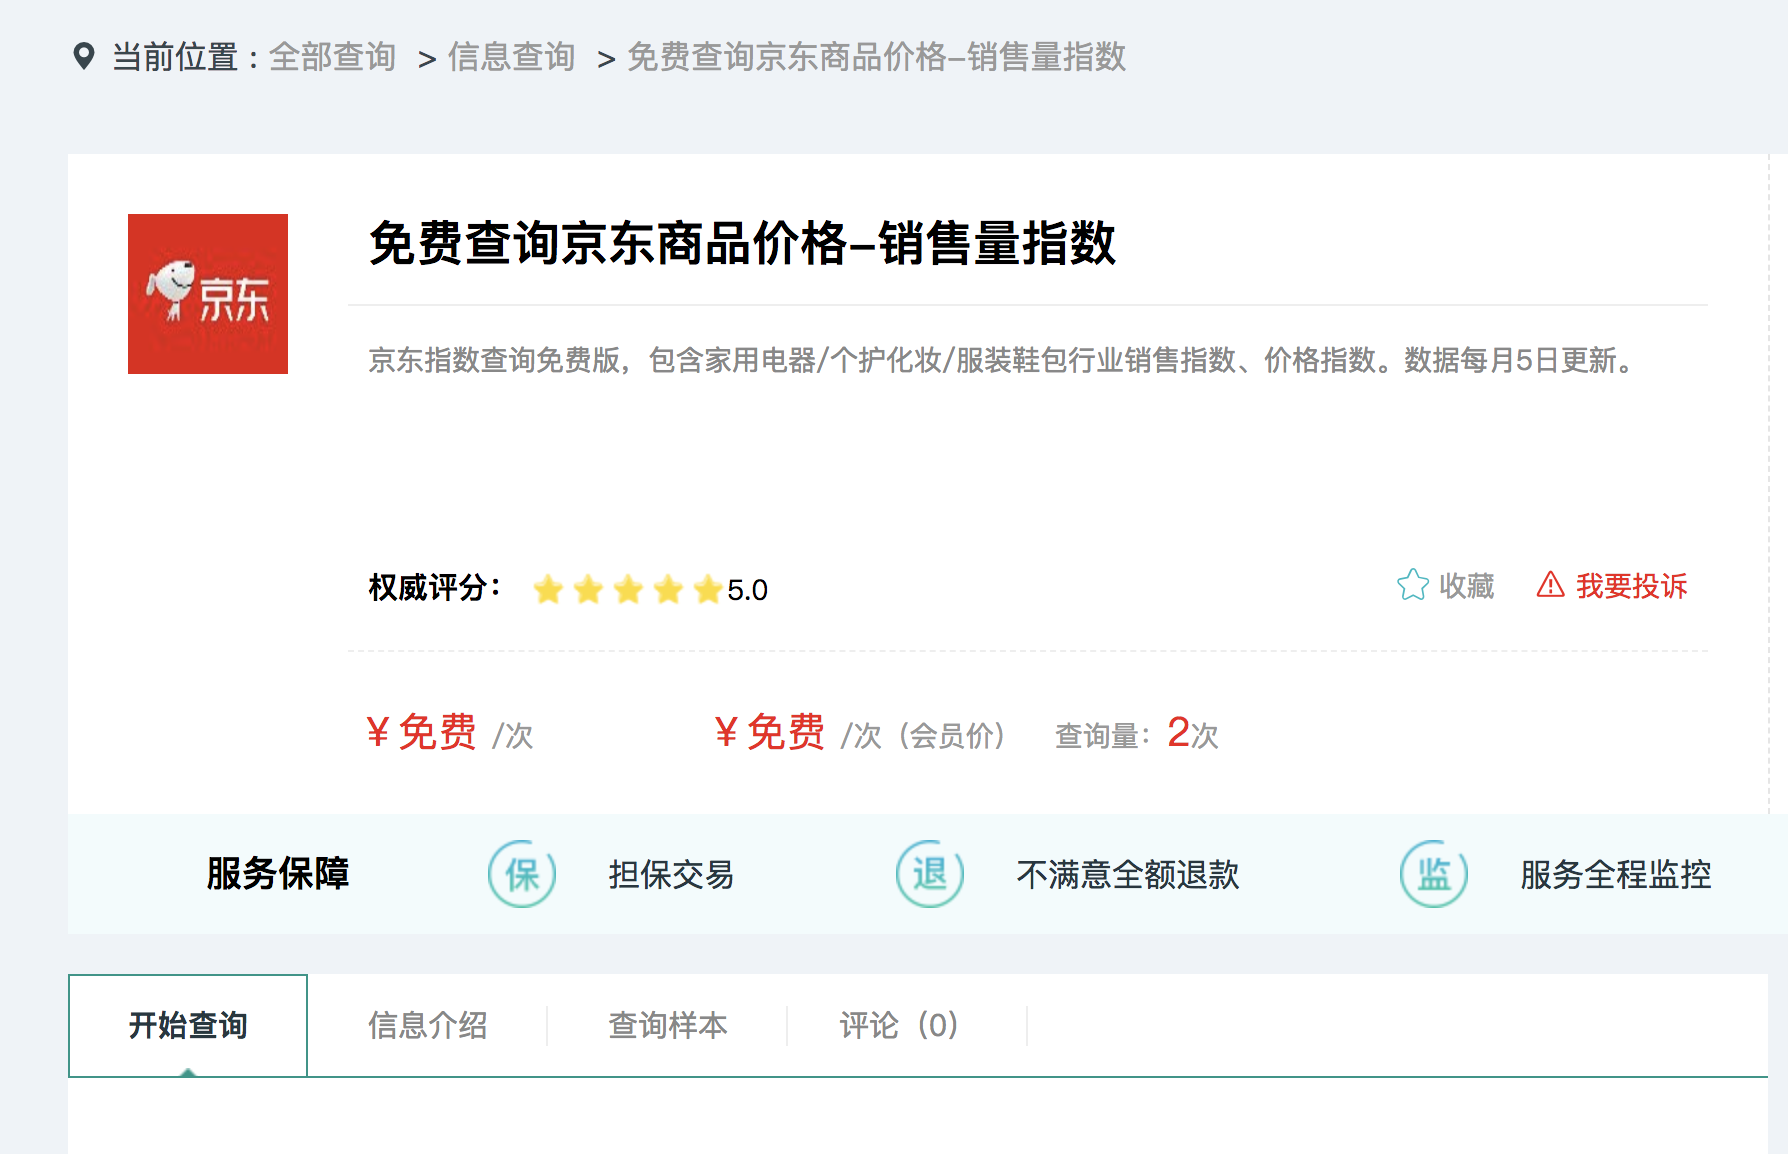 当前位置：全部查询 > 信息查询 > 免费查询京东商品价格–销售量指数
京东
免费查询京东商品价格–销售量指数
京东指数查询免费版，包含家用电器/个护化妆/服装鞋包行业销售指数、价格指数。数据每月5日更新。
权威评分： 5.0 收藏 我要投诉
¥ 免费 /次 ¥ 免费 /次（会员价） 查询量：2次
服务保障 保 担保交易 退 不满意全额退款 监 服务全程监控
开始查询 信息介绍 查询样本 评论（0）